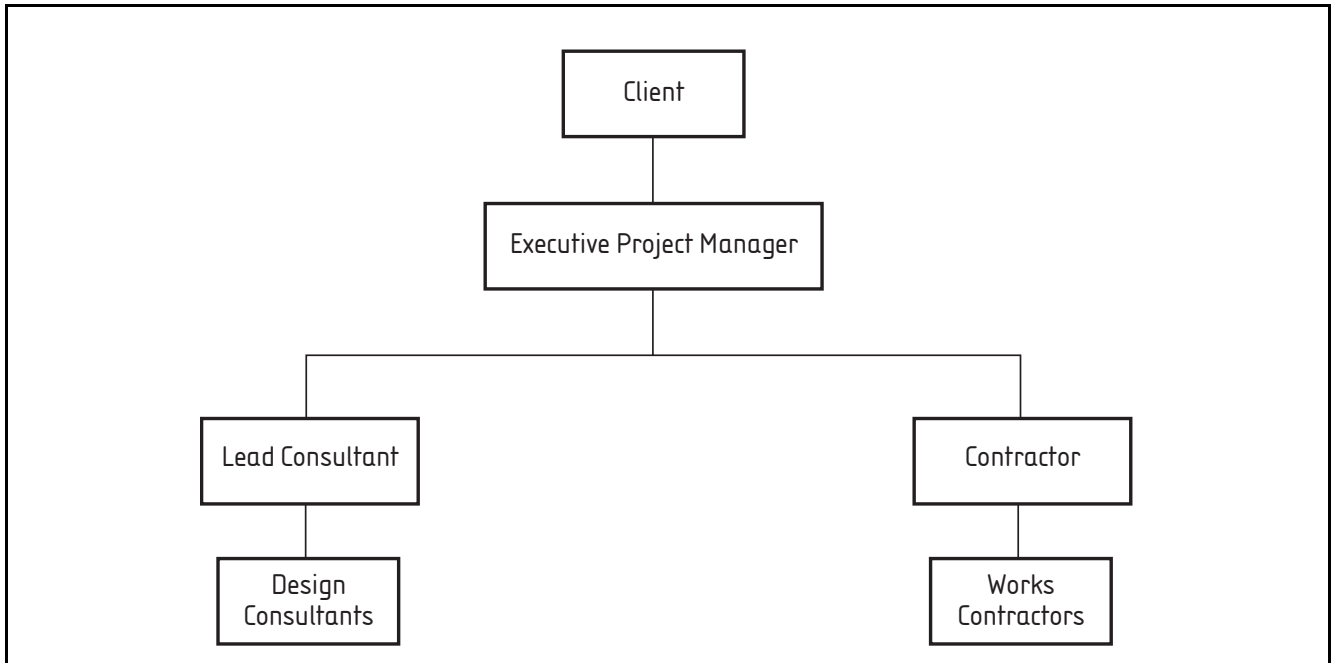 Client
Executive Project Manager
Lead Consultant
Contractor
Design
Consultants
Works
Contractors